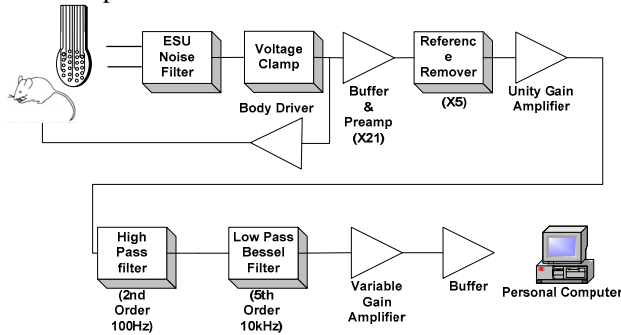 ESU
Noise
Filter
Voltage
Clamp
Body Driver
Buffer
&
Preamp
(X21)
Referenc
e
Remover
(X5)
Unity Gain
Amplifier
High
Pass
filter
(2nd
Order
100Hz)
Low Pass
Bessel
Filter
(5th
Order
10kHz)
Variable
Gain
Amplifier
Buffer
Personal Computer